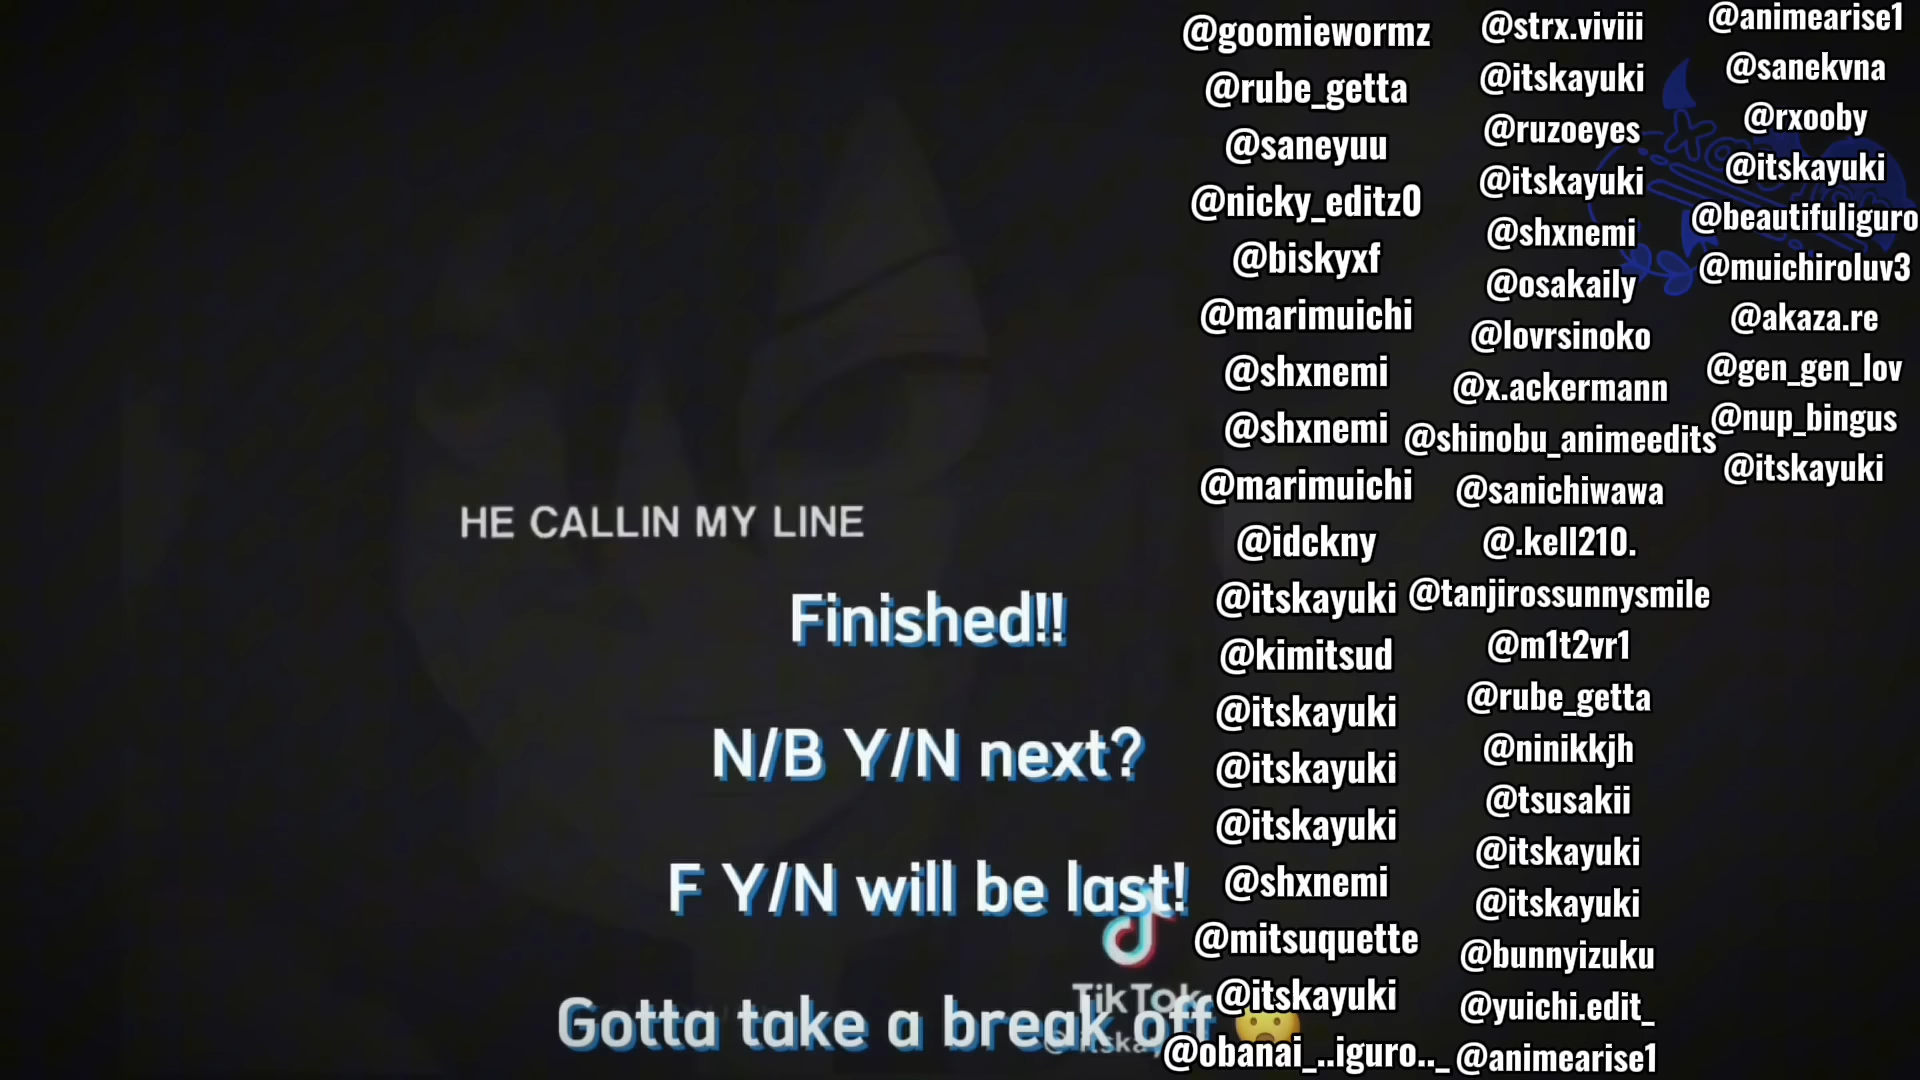 HE CALLIN MY LINE
Finished!!
N/B Y/N next?
F Y/N will be last!
Gotta take a break off
TikTok
@goomiewormz
@rube_getta
@saneyuu
@nicky_editz0
@biskyxf
@marimuichi
@shxnemi
@shxnemi
@marimuichi
@idckny
@itskayuki
@kimitsud
@itskayuki
@itskayuki
@itskayuki
@shxnemi
@mitsuquette
@itskayuki
@obanai_..iguro.._
@strx.viviii
@itskayuki
@ruzoeyes
@itskayuki
@shxnemi
@osakaily
@lovrsinoko
@x.ackermann
@shinobu_animeedits
@sanichiwawa
@.kell210.
@tanjirossunnysmile
@m1t2vr1
@rube_getta
@ninikkjh
@tsusakii
@itskayuki
@itskayuki
@bunnyizuku
@yuichi.edit_
@animearise1
@animearise1
@sanekvna
@rxooby
@itskayuki
@beautifuliguro
@muichiroluv3
@akaza.re
@gen_gen_lov
@nup_bingus
@itskayuki